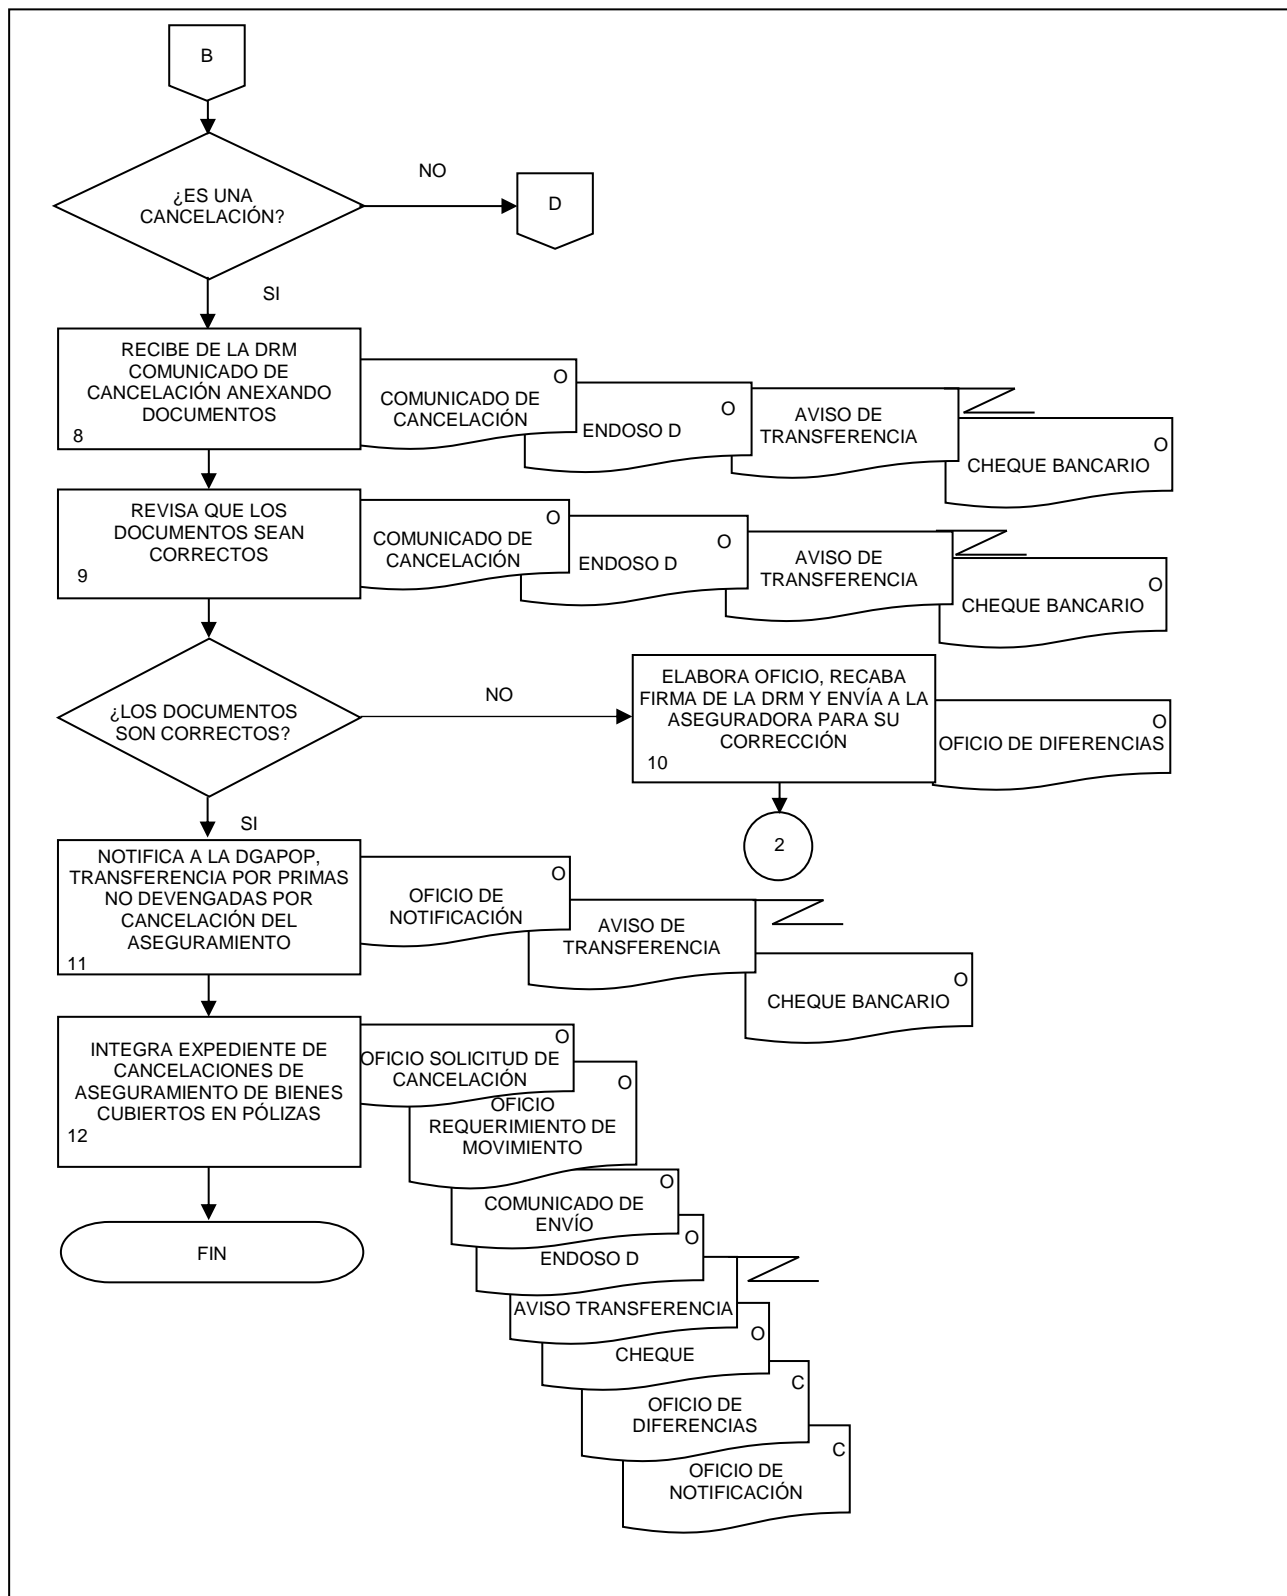 B
¿ES UNA
CANCELACIÓN?
NO
D
SI
RECIBE DE LA DRM
COMUNICADO DE
CANCELACIÓN ANEXANDO
DOCUMENTOS
8
O
COMUNICADO DE
CANCELACIÓN
O
ENDOSO D
AVISO DE
TRANSFERENCIA
O
CHEQUE BANCARIO
REVISA QUE LOS
DOCUMENTOS SEAN
CORRECTOS
9
O
COMUNICADO DE
CANCELACIÓN
O
ENDOSO D
AVISO DE
TRANSFERENCIA
O
CHEQUE BANCARIO
¿LOS DOCUMENTOS
SON CORRECTOS?
NO
ELABORA OFICIO, RECABA
FIRMA DE LA DRM Y ENVÍA A LA
ASEGURADORA PARA SU
CORRECCIÓN
10
O
OFICIO DE DIFERENCIAS
2
SI
NOTIFICA A LA DGAPOP,
TRANSFERENCIA POR PRIMAS
NO DEVENGADAS POR
CANCELACIÓN DEL
ASEGURAMIENTO
11
O
OFICIO DE
NOTIFICACIÓN
AVISO DE
TRANSFERENCIA
O
CHEQUE BANCARIO
INTEGRA EXPEDIENTE DE
CANCELACIONES DE
ASEGURAMIENTO DE BIENES
CUBIERTOS EN PÓLIZAS
12
O
OFICIO SOLICITUD DE
CANCELACIÓN
O
OFICIO
REQUERIMIENTO DE
MOVIMIENTO
O
COMUNICADO DE
ENVÍO
O
ENDOSO D
AVISO TRANSFERENCIA
O
CHEQUE
C
OFICIO DE
DIFERENCIAS
C
OFICIO DE
NOTIFICACIÓN
FIN